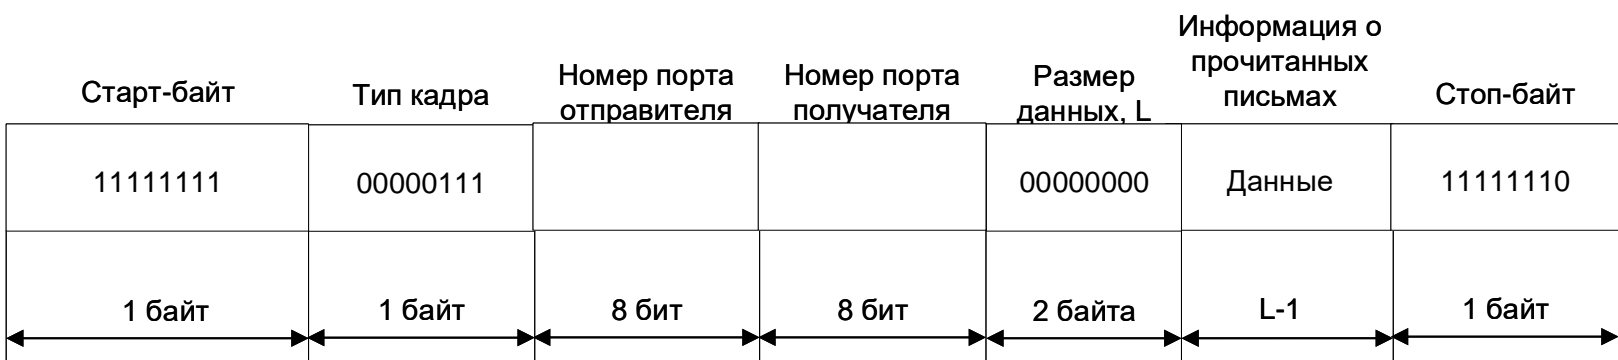 Старт-байт
Тип кадра
Номер порта
отправителя
Номер порта
получателя
Размер
данных, L
Информация о
прочитанных
письмах
Стоп-байт
11111111
00000111
00000000
Данные
11111110
1 байт
1 байт
8 бит
8 бит
2 байта
L-1
1 байт